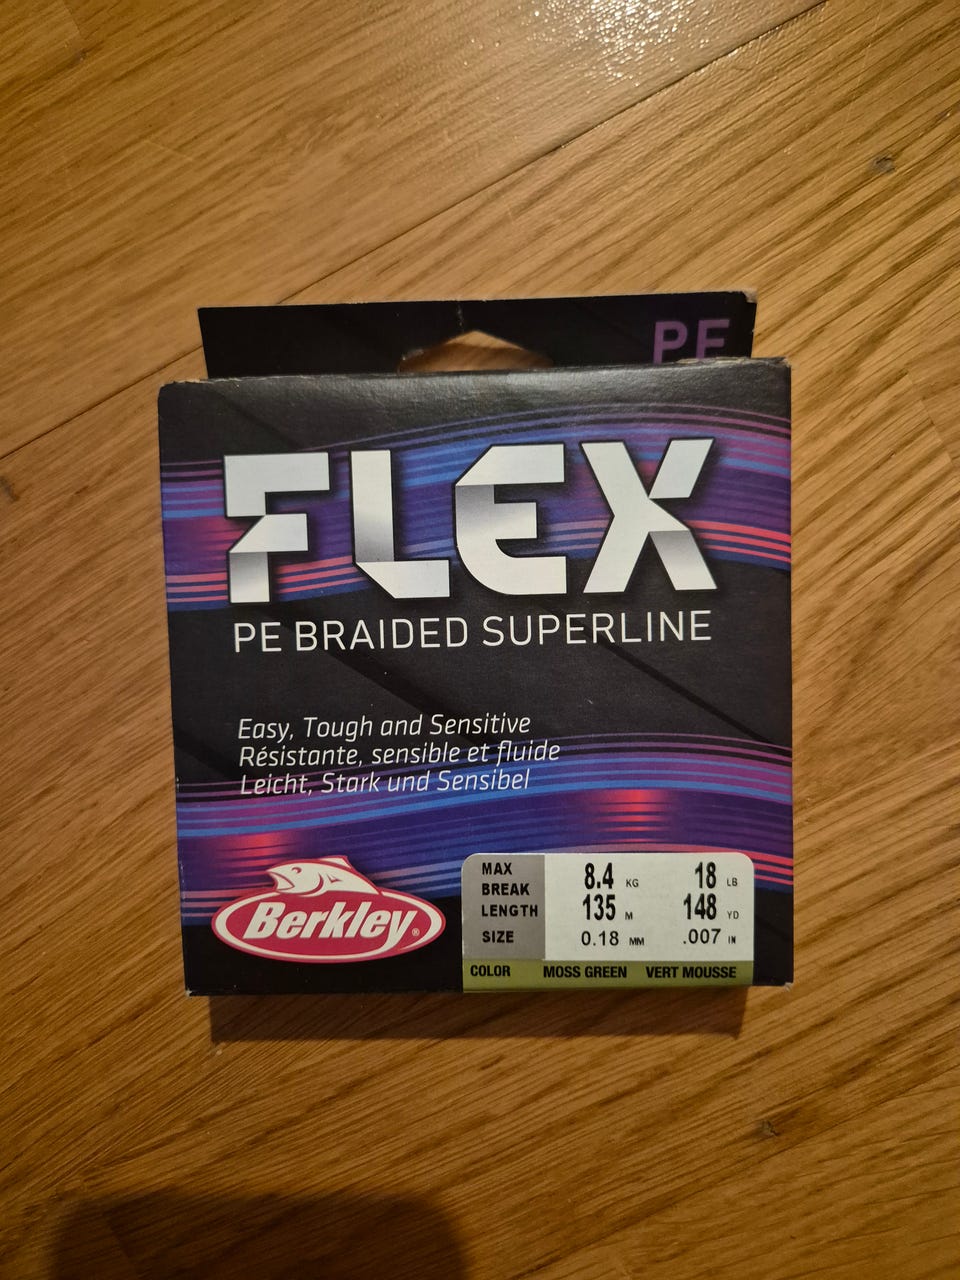 PE
FLEX
PE BRAIDED SUPERLINE
Easy, Tough and Sensitive
Résistante, sensible et fluide
Leicht, Stark und Sensibel
Berkley®
MAX BREAK 8.4 KG 18 LB
LENGTH 135 M 148 YD
SIZE 0.18 MM .007 IN
COLOR MOSS GREEN VERT MOUSSE